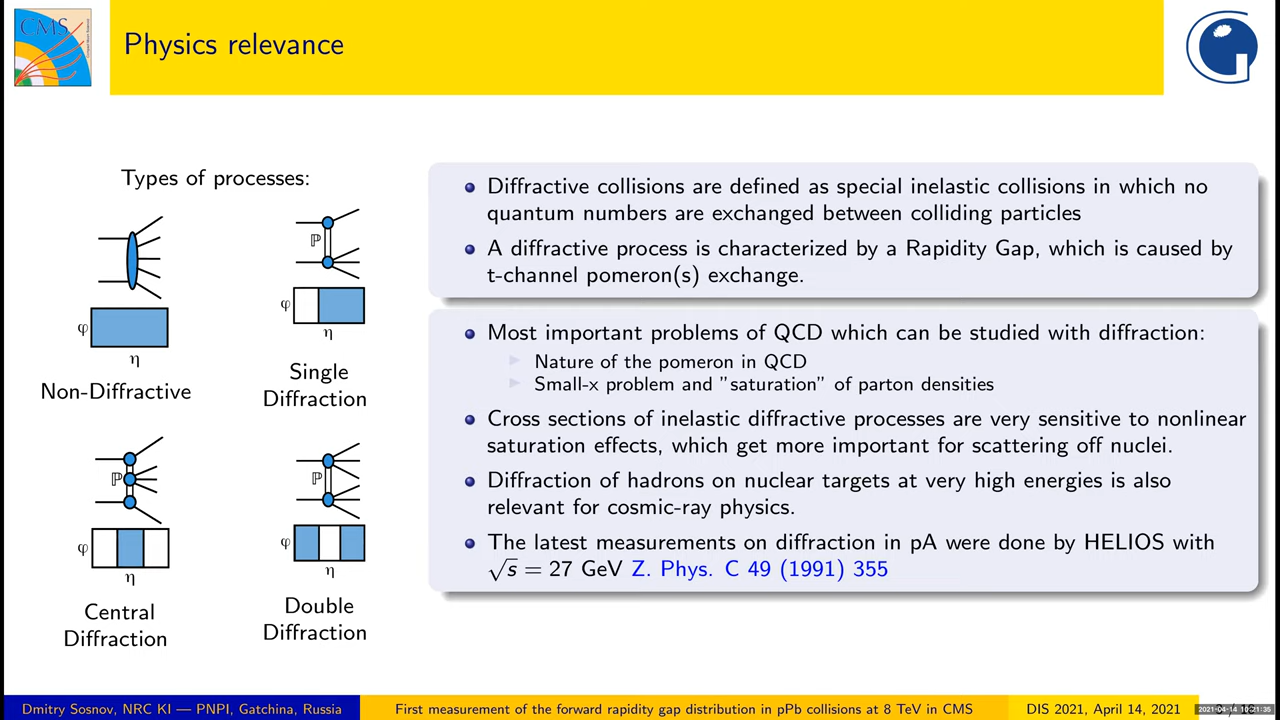 CMS
Physics relevance
Types of processes:
φ
η
Non-Diffractive
ℙ
φ
η
Single
Diffraction
ℙ
φ
η
Central
Diffraction
ℙ
φ
η
Double
Diffraction
Diffractive collisions are defined as special inelastic collisions in which no
quantum numbers are exchanged between colliding particles
A diffractive process is characterized by a Rapidity Gap, which is caused by
t-channel pomeron(s) exchange.
Most important problems of QCD which can be studied with diffraction:
Nature of the pomeron in QCD
Small-x problem and ”saturation” of parton densities
Cross sections of inelastic diffractive processes are very sensitive to nonlinear
saturation effects, which get more important for scattering off nuclei.
Diffraction of hadrons on nuclear targets at very high energies is also
relevant for cosmic-ray physics.
The latest measurements on diffraction in pA were done by HELIOS with
√s = 27 GeV Z. Phys. C 49 (1991) 355
Dmitry Sosnov, NRC KI — PNPI, Gatchina, Russia
First measurement of the forward rapidity gap distribution in pPb collisions at 8 TeV in CMS
DIS 2021, April 14, 2021
2021-04-14 10:21:35